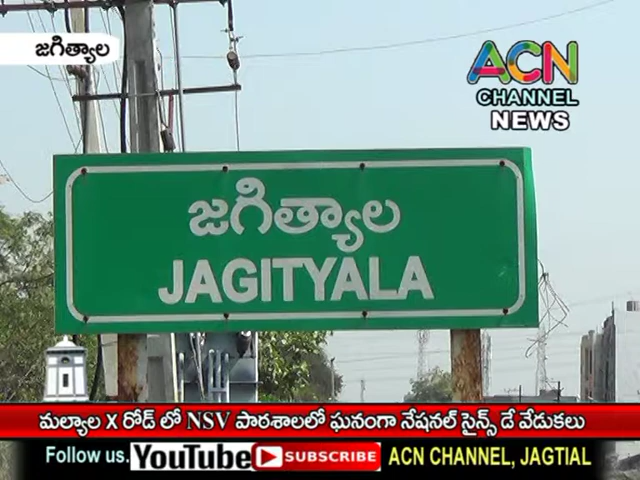 జగిత్యాల
ACN
CHANNEL
NEWS
జగిత్యాల
JAGITYALA
మల్యాల X రోడ్ లో NSV పాఠశాలలో ఘనంగా నేషనల్ సైన్స్ డే వేడుకలు
Follow us. YouTube SUBSCRIBE ACN CHANNEL, JAGTIAL